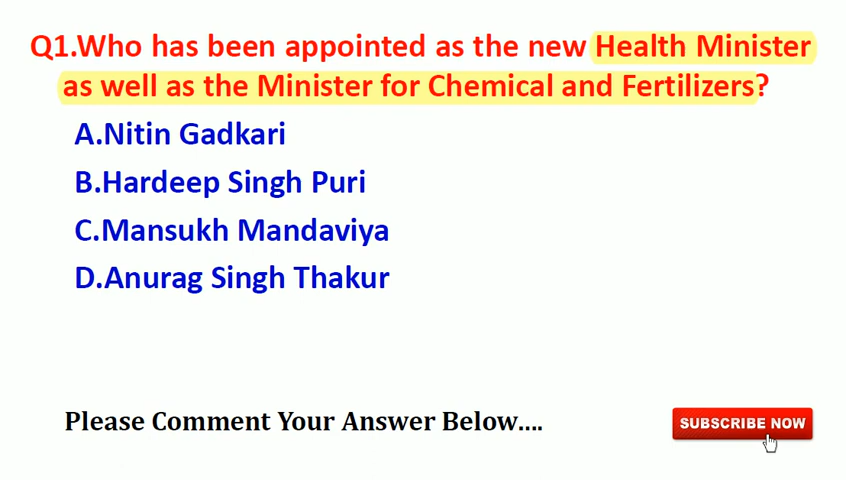 Q1.Who has been appointed as the new Health Minister
as well as the Minister for Chemical and Fertilizers?
A.Nitin Gadkari
B.Hardeep Singh Puri
C.Mansukh Mandaviya
D.Anurag Singh Thakur
Please Comment Your Answer Below....
SUBSCRIBE NOW